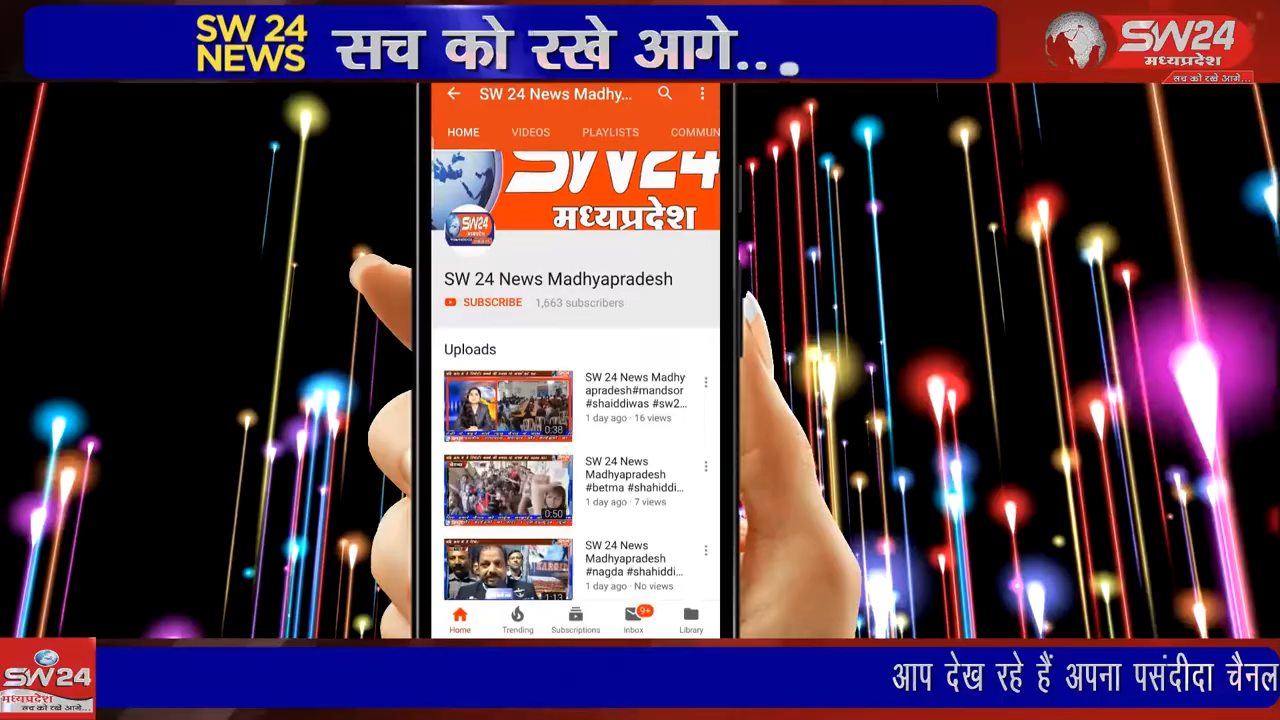 SW 24
NEWS
सच को रखे आगे...
SW24
मध्यप्रदेश
सच को रखे आगे...
SW 24 News Madhy...
HOME VIDEOS PLAYLISTS COMMUN
SW24
मध्यप्रदेश
SW24
SW 24 News Madhyapradesh
SUBSCRIBE 1,663 subscribers
Uploads
SW 24 News Madhy
apradesh#mandsor
#shaiddiwas #sw2...
1 day ago · 16 views
0:38
SW 24 News
Madhyapradesh
#betma #shahiddi...
1 day ago · 7 views
0:50
SW 24 News
Madhyapradesh
#nagda #shahiddi...
1 day ago · No views
1:13
9+
Home Trending Subscriptions Inbox Library
SW24
मध्यप्रदेश
सच को रखे आगे...
आप देख रहे हैं अपना पसंदीदा चैनल